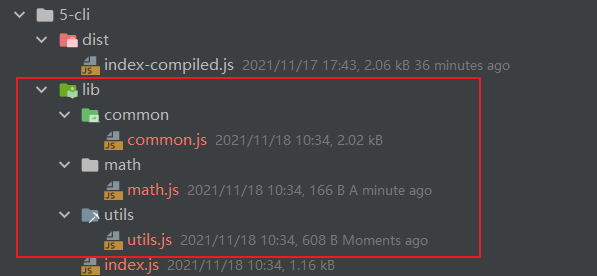 5-cli
dist
index-compiled.js 2021/11/17 17:43, 2.06 kB 36 minutes ago
lib
common
common.js 2021/11/18 10:34, 2.02 kB
math
math.js 2021/11/18 10:34, 166 B A minute ago
utils
utils.js 2021/11/18 10:34, 608 B Moments ago
index.js 2021/11/18 10:34, 1.16 kB